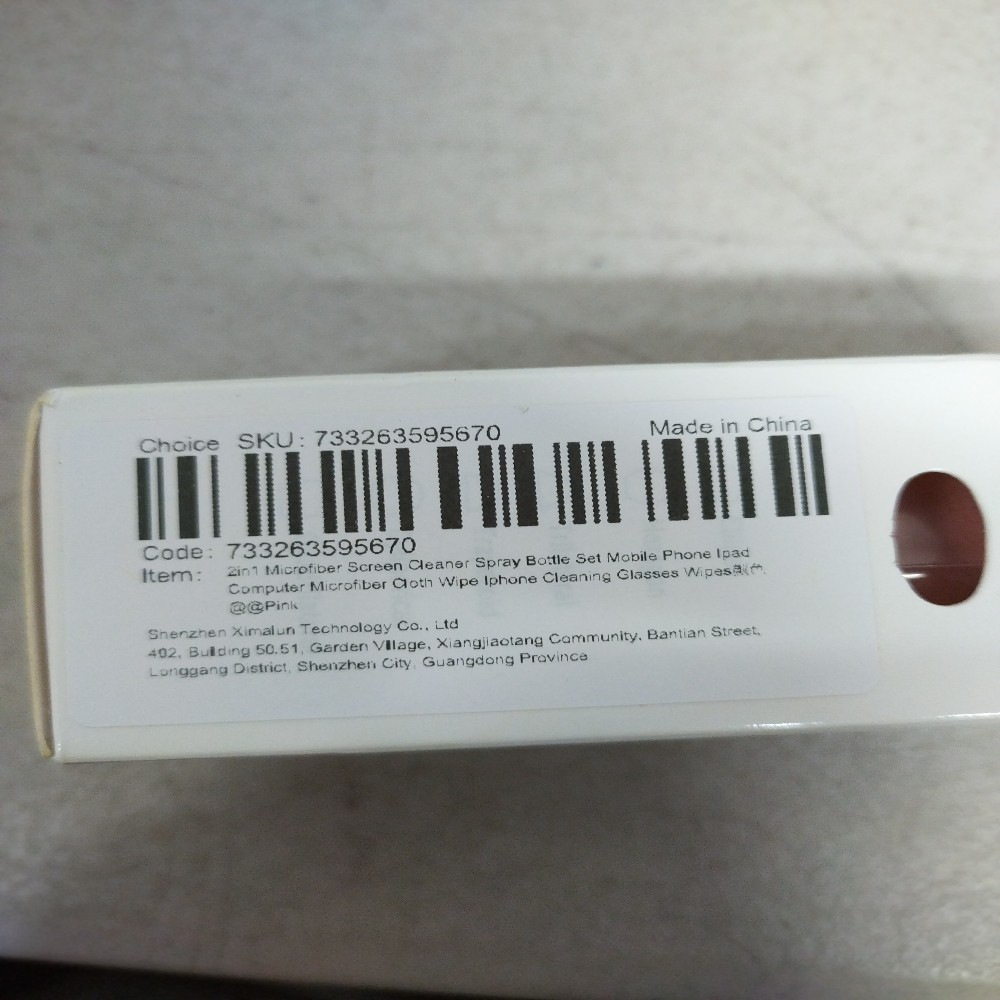 Choice SKU: 733263595670 Made in China
Code: 733263595670
Item: 2in1 Microfiber Screen Cleaner Spray Bottle Set Mobile Phone Ipad
Computer Microfiber Cloth Wipe Iphone Cleaning Glasses Wipes
@@Pink
Shenzhen Ximalun Technology Co., Ltd
402, Building 50.51, Garden Village, Xiangjiaotang Community, Bantian Street,
Longgang District, Shenzhen City, Guangdong Province